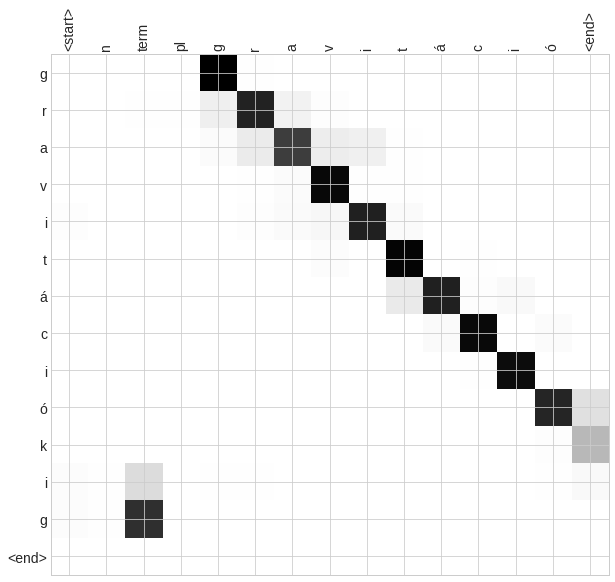 <start> n term pl g r a v i t á c i ó <end>
g
r
a
v
i
t
á
c
i
ó
k
i
g
<end>